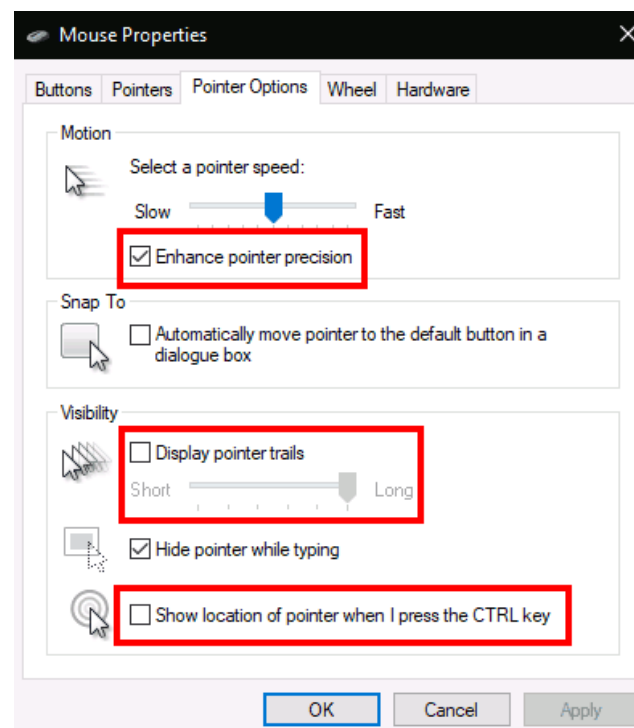 Mouse Properties
Buttons Pointers Pointer Options Wheel Hardware
Motion
Select a pointer speed:
Slow Fast
Enhance pointer precision
Snap To
Automatically move pointer to the default button in a
dialogue box
Visibility
Display pointer trails
Short Long
Hide pointer while typing
Show location of pointer when I press the CTRL key
OK Cancel Apply